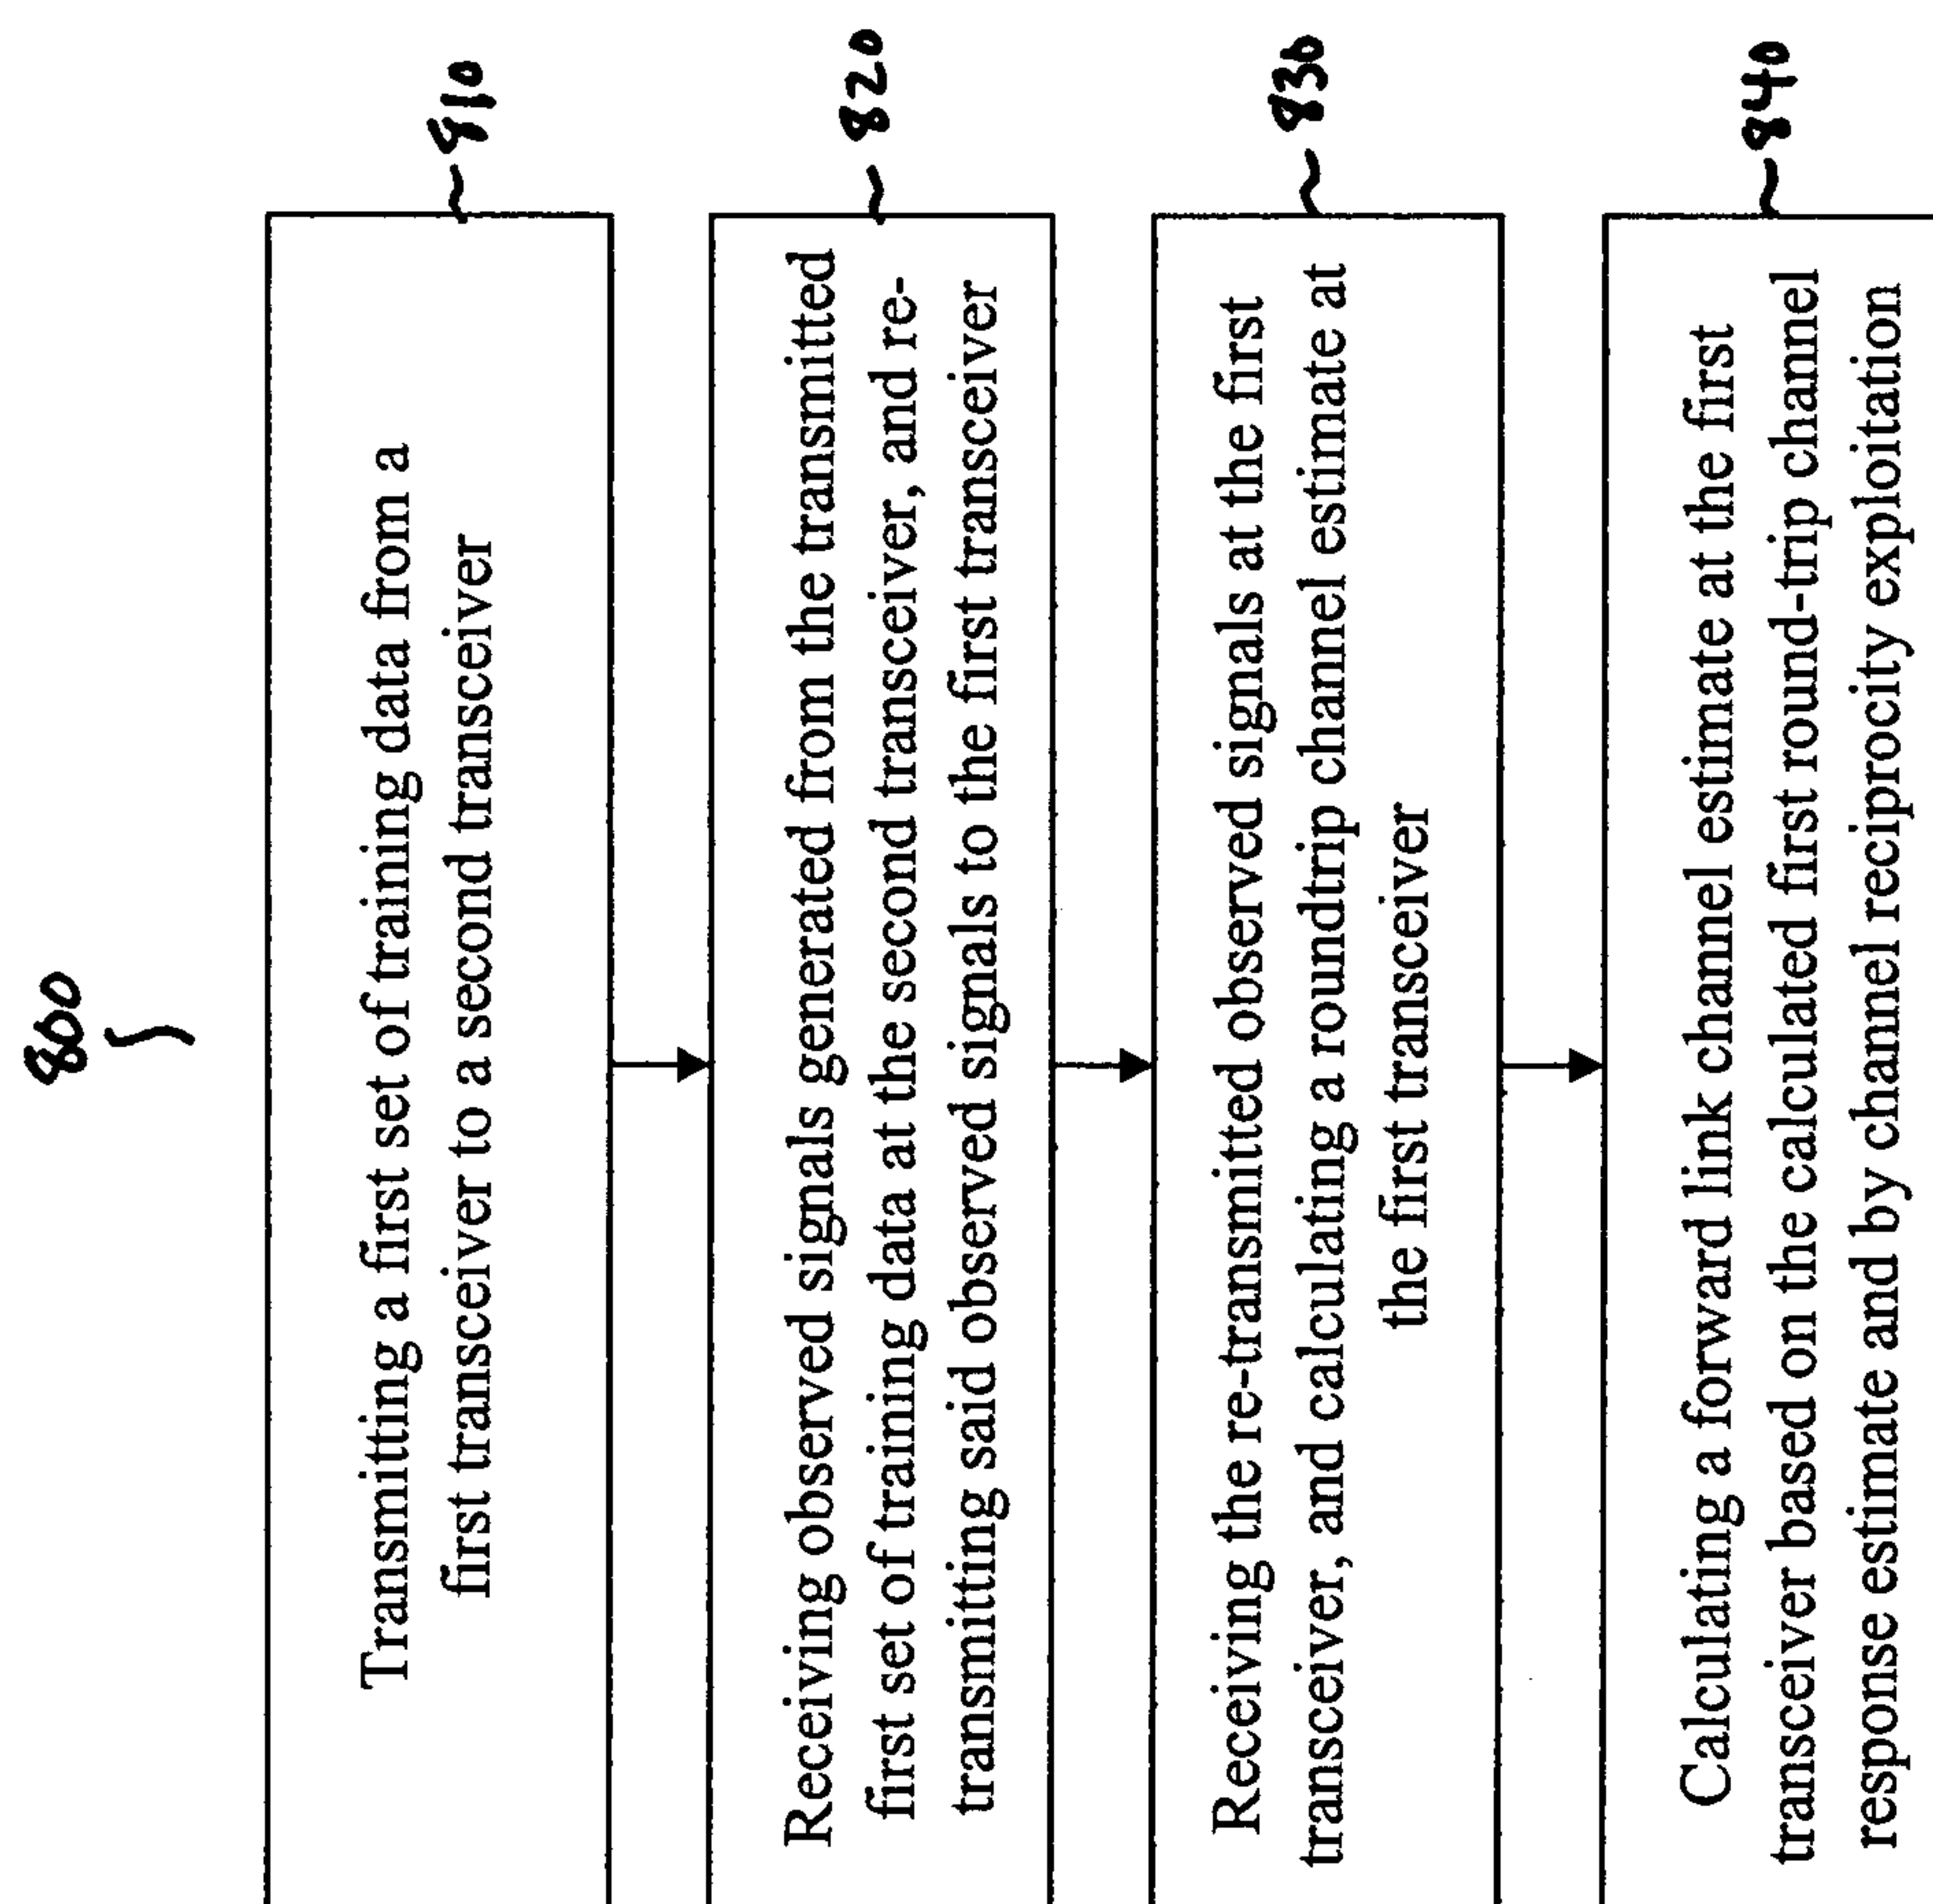 800
Transmitting a first set of training data from a
first transceiver to a second transceiver
810
Receiving observed signals generated from the transmitted
first set of training data at the second transceiver, and re-
transmitting said observed signals to the first transceiver
820
Receiving the re-transmitted observed signals at the first
transceiver, and calculating a roundtrip channel estimate at
the first transceiver
830
Calculating a forward link channel estimate at the first
transceiver based on the calculated first round-trip channel
response estimate and by channel reciprocity exploitation
840